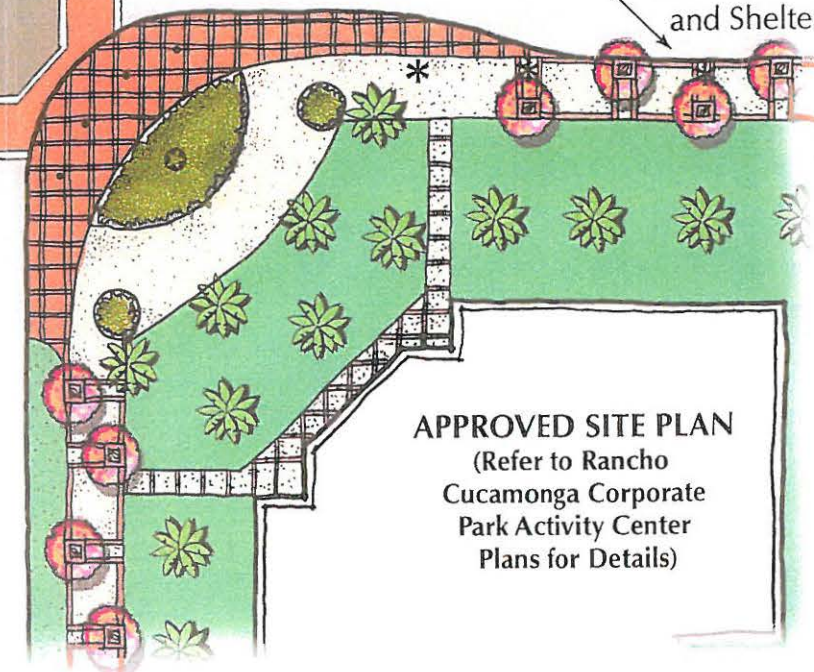 and Shelte
*
APPROVED SITE PLAN
(Refer to Rancho
Cucamonga Corporate
Park Activity Center
Plans for Details)